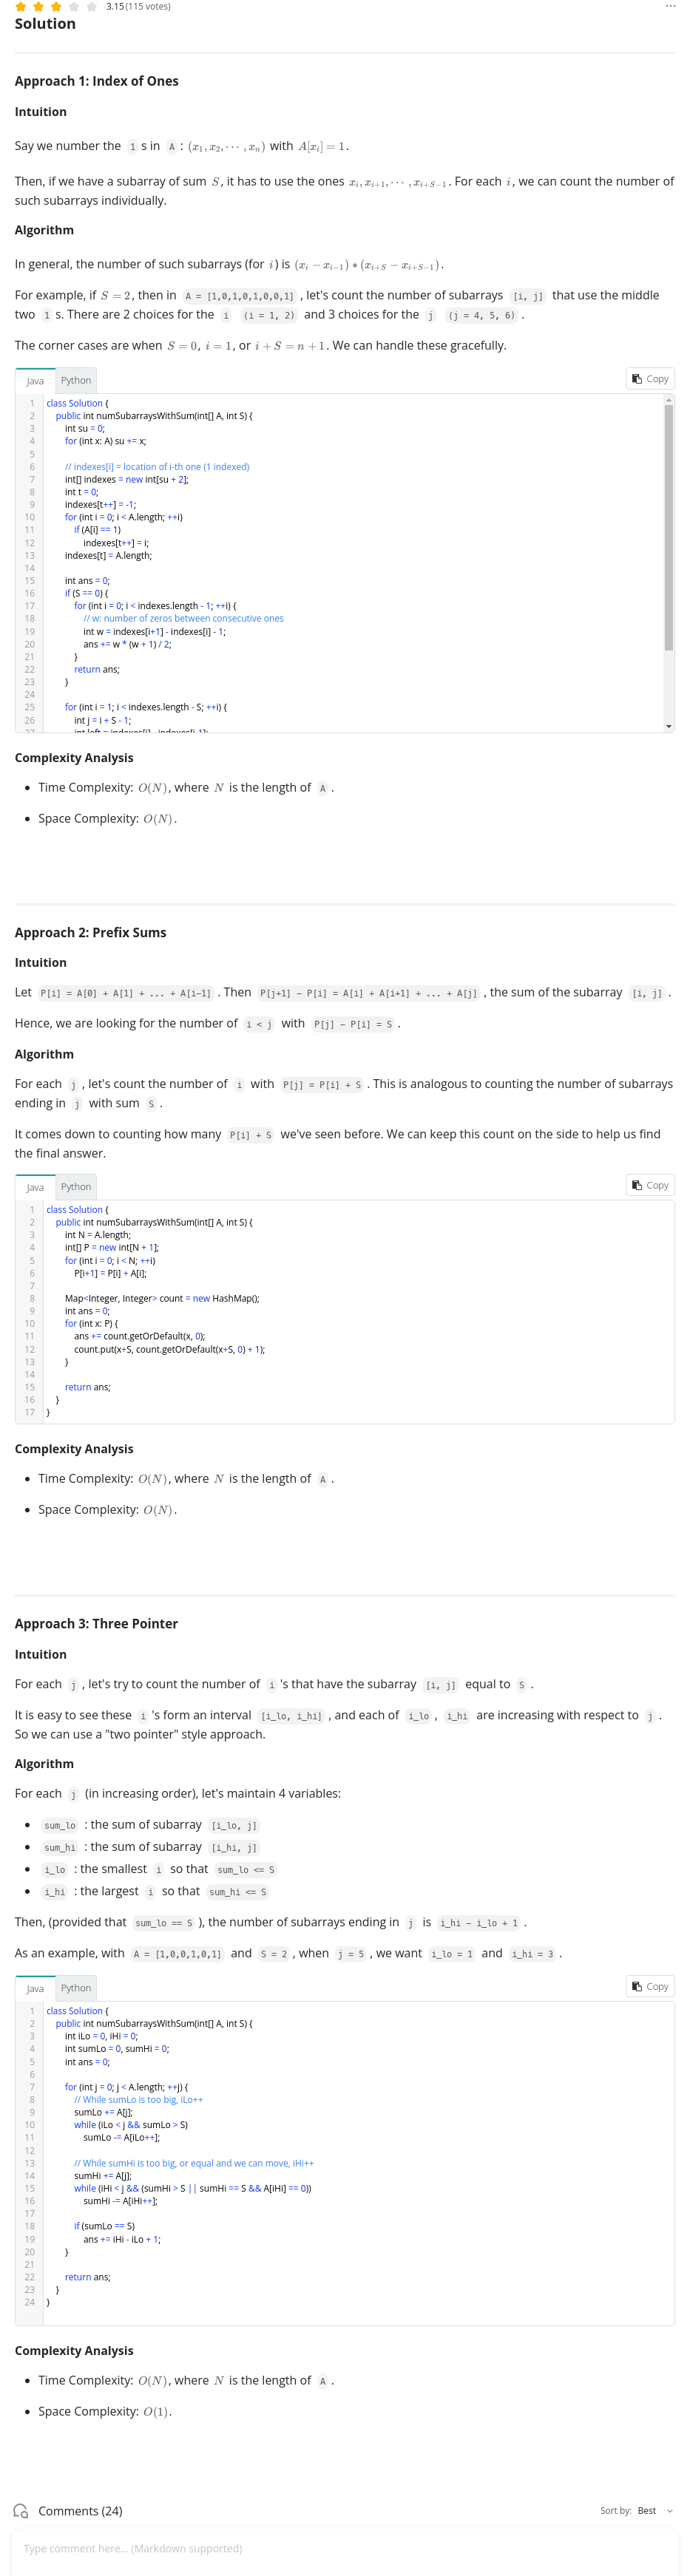 3.15 (115 votes)
Solution
Approach 1: Index of Ones
Intuition
Say we number the 1 s in A : (x₁, x₂, ⋯, xₙ) with A[xᵢ] = 1.
Then, if we have a subarray of sum S, it has to use the ones xᵢ, xᵢ₊₁, ⋯, xᵢ₊S₋₁. For each i, we can count the number of
such subarrays individually.
Algorithm
In general, the number of such subarrays (for i) is (xᵢ − xᵢ₋₁) ∗ (xᵢ₊S − xᵢ₊S₋₁).
For example, if S = 2, then in A = [1,0,1,0,1,0,0,1] , let's count the number of subarrays [i, j] that use the middle
two 1 s. There are 2 choices for the i (i = 1, 2) and 3 choices for the j (j = 4, 5, 6) .
The corner cases are when S = 0, i = 1, or i + S = n + 1. We can handle these gracefully.
Java Python Copy
1 class Solution {
2 public int numSubarraysWithSum(int[] A, int S) {
3 int su = 0;
4 for (int x: A) su += x;
5
6 // indexes[i] = location of i-th one (1 indexed)
7 int[] indexes = new int[su + 2];
8 int t = 0;
9 indexes[t++] = -1;
10 for (int i = 0; i < A.length; ++i)
11 if (A[i] == 1)
12 indexes[t++] = i;
13 indexes[t] = A.length;
14
15 int ans = 0;
16 if (S == 0) {
17 for (int i = 0; i < indexes.length - 1; ++i) {
18 // w: number of zeros between consecutive ones
19 int w = indexes[i+1] - indexes[i] - 1;
20 ans += w * (w + 1) / 2;
21 }
22 return ans;
23 }
24
25 for (int i = 1; i < indexes.length - S; ++i) {
26 int j = i + S - 1;
27 int left = indexes[i] - indexes[i-1];
Complexity Analysis
• Time Complexity: O(N), where N is the length of A .
• Space Complexity: O(N).
Approach 2: Prefix Sums
Intuition
Let P[i] = A[0] + A[1] + ... + A[i-1] . Then P[j+1] - P[i] = A[i] + A[i+1] + ... + A[j] , the sum of the subarray [i, j] .
Hence, we are looking for the number of i < j with P[j] - P[i] = S .
Algorithm
For each j , let's count the number of i with P[j] = P[i] + S . This is analogous to counting the number of subarrays
ending in j with sum S .
It comes down to counting how many P[i] + S we've seen before. We can keep this count on the side to help us find
the final answer.
Java Python Copy
1 class Solution {
2 public int numSubarraysWithSum(int[] A, int S) {
3 int N = A.length;
4 int[] P = new int[N + 1];
5 for (int i = 0; i < N; ++i)
6 P[i+1] = P[i] + A[i];
7
8 Map<Integer, Integer> count = new HashMap();
9 int ans = 0;
10 for (int x: P) {
11 ans += count.getOrDefault(x, 0);
12 count.put(x+S, count.getOrDefault(x+S, 0) + 1);
13 }
14
15 return ans;
16 }
17 }
Complexity Analysis
• Time Complexity: O(N), where N is the length of A .
• Space Complexity: O(N).
Approach 3: Three Pointer
Intuition
For each j , let's try to count the number of i 's that have the subarray [i, j] equal to S .
It is easy to see these i 's form an interval [i_lo, i_hi] , and each of i_lo , i_hi are increasing with respect to j .
So we can use a "two pointer" style approach.
Algorithm
For each j (in increasing order), let's maintain 4 variables:
• sum_lo : the sum of subarray [i_lo, j]
• sum_hi : the sum of subarray [i_hi, j]
• i_lo : the smallest i so that sum_lo <= S
• i_hi : the largest i so that sum_hi <= S
Then, (provided that sum_lo == S ), the number of subarrays ending in j is i_hi - i_lo + 1 .
As an example, with A = [1,0,0,1,0,1] and S = 2 , when j = 5 , we want i_lo = 1 and i_hi = 3 .
Java Python Copy
1 class Solution {
2 public int numSubarraysWithSum(int[] A, int S) {
3 int iLo = 0, iHi = 0;
4 int sumLo = 0, sumHi = 0;
5 int ans = 0;
6
7 for (int j = 0; j < A.length; ++j) {
8 // While sumLo is too big, iLo++
9 sumLo += A[j];
10 while (iLo < j && sumLo > S)
11 sumLo -= A[iLo++];
12
13 // While sumHi is too big, or equal and we can move, iHi++
14 sumHi += A[j];
15 while (iHi < j && (sumHi > S || sumHi == S && A[iHi] == 0))
16 sumHi -= A[iHi++];
17
18 if (sumLo == S)
19 ans += iHi - iLo + 1;
20 }
21
22 return ans;
23 }
24 }
Complexity Analysis
• Time Complexity: O(N), where N is the length of A .
• Space Complexity: O(1).
Comments (24) Sort by: Best
Type comment here... (Markdown supported)